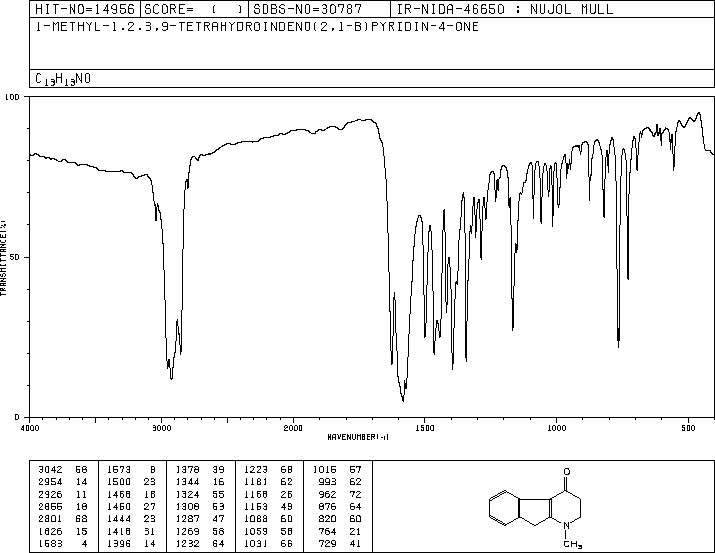 HIT-NO=14956 SCORE= ( ) SDBS-NO=30787 IR-NIDA-46650 : NUJOL MULL
1-METHYL-1,2,3,9-TETRAHYDROINDENO(2,1-B)PYRIDIN-4-ONE
C13H13NO
100
50
0
TRANSMITTANCE(%)
4000 3000 2000 1500 1000 500
WAVENUMBER(-1)
3042 66 1573 8 1378 39 1223 68 1015 57
2954 14 1500 23 1344 16 1181 62 993 62
2926 11 1468 18 1324 55 1168 26 962 72
2855 18 1450 27 1308 53 1153 49 876 64
2801 68 1444 23 1287 47 1088 60 820 60
1626 15 1418 31 1269 58 1059 58 764 21
1583 4 1396 14 1232 64 1031 66 729 41
O
N
CH3